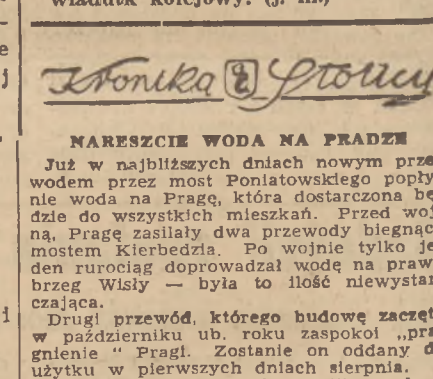 wiadukt kolejowy. (j. m.)
e
j
Kronika Stolicy
NARESZCIE WODA NA PRADZE
Już w najbliższych dniach nowym prze
wodem przez most Poniatowskiego popły
nie woda na Pragę, która dostarczona bę
dzie do wszystkich mieszkań. Przed woj
ną, Pragę zasilały dwa przewody biegnąc
mostem Kierbedzia. Po wojnie tylko je
den rurociąg doprowadzał wodę na praw
brzeg Wisły — była to ilość niewystar
czająca.
i
Drugi przewód, którego budowę zaczęt
w październiku ub. roku zaspokoi „pra
gnienie “ Pragi. Zostanie on oddany d
użytku w pierwszych dniach sierpnia.